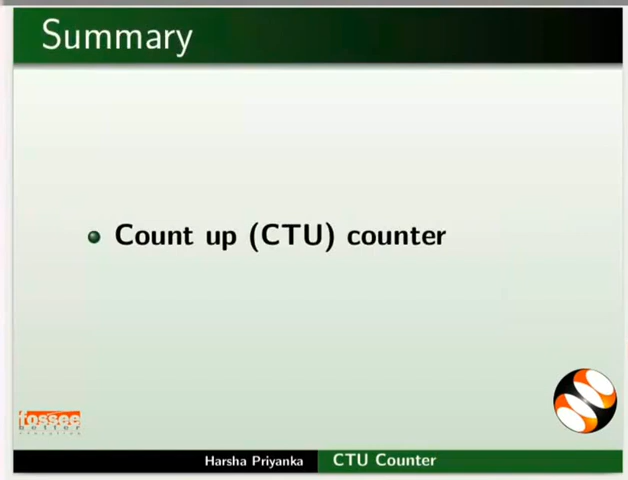 Summary
Count up (CTU) counter
fossee
Harsha Priyanka
CTU Counter